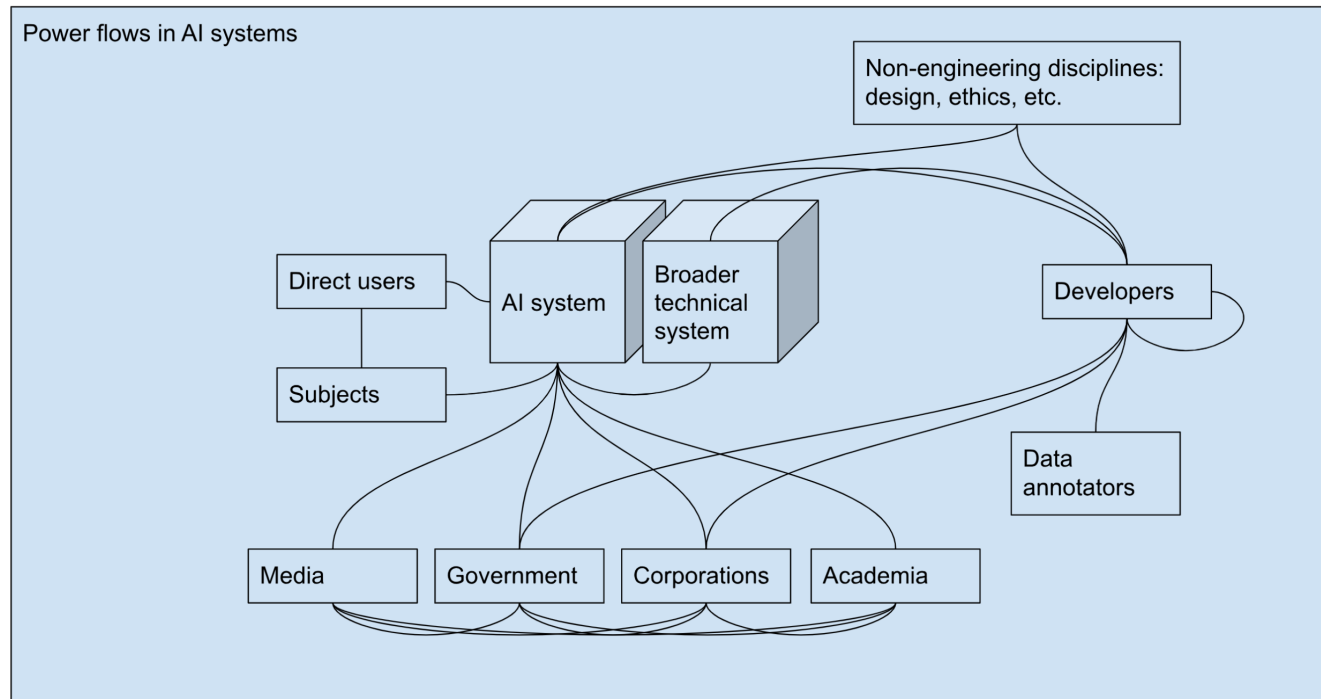 Power flows in AI systems
Non-engineering disciplines:
design, ethics, etc.
Direct users
AI system
Broader
technical
system
Developers
Subjects
Data
annotators
Media
Government
Corporations
Academia